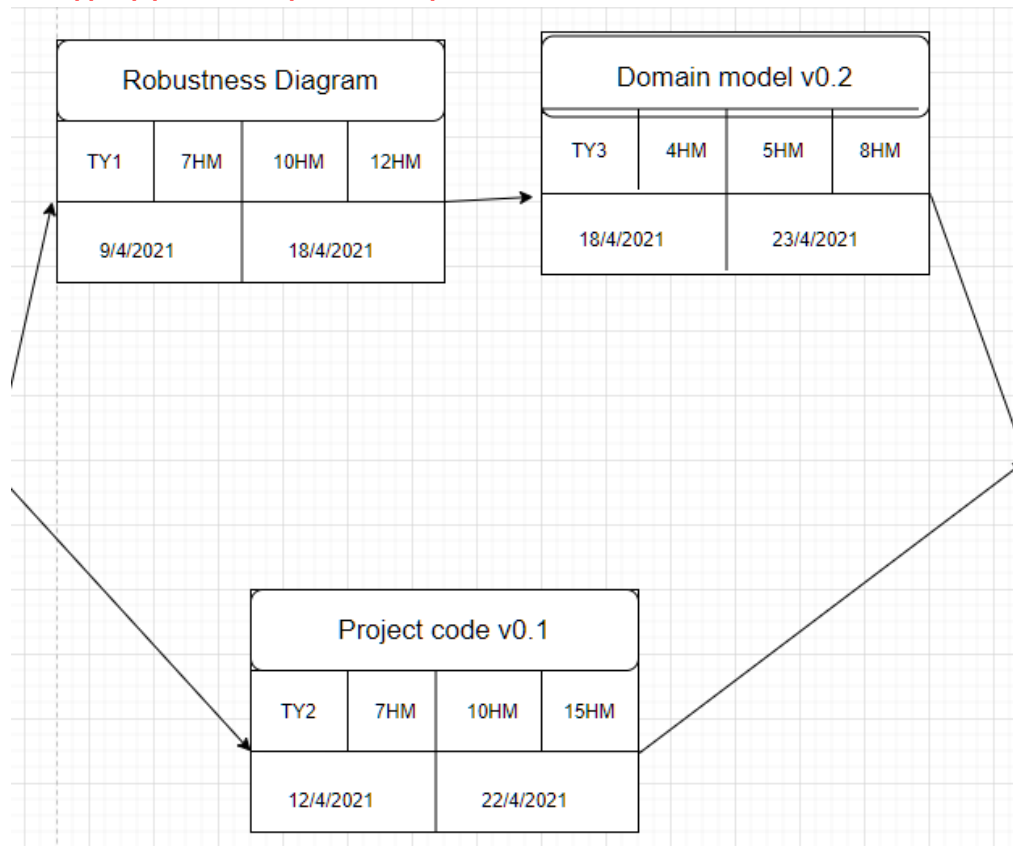 Robustness Diagram
TY1 7HM 10HM 12HM
9/4/2021 18/4/2021
Domain model v0.2
TY3 4HM 5HM 8HM
18/4/2021 23/4/2021
Project code v0.1
TY2 7HM 10HM 15HM
12/4/2021 22/4/2021